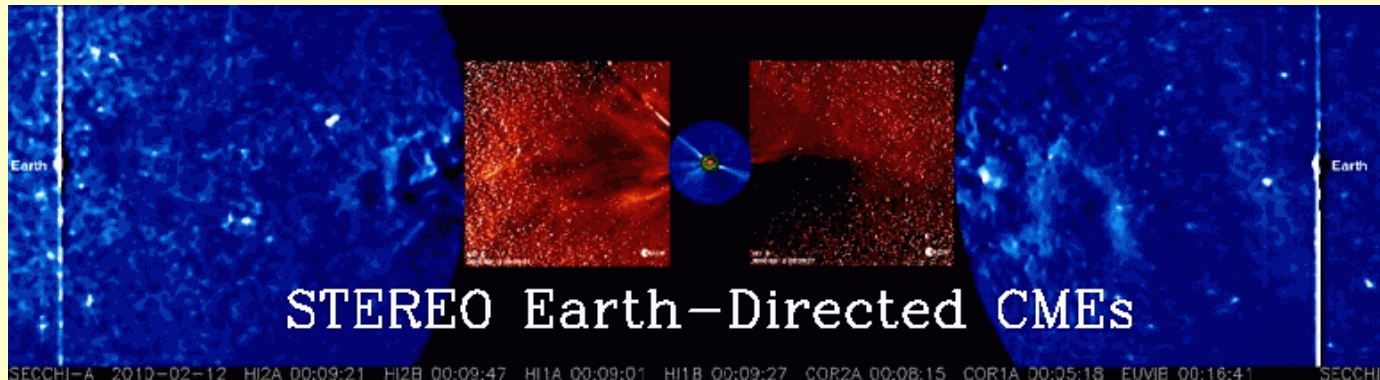 Earth
Earth
STEREO Earth-Directed CMEs
SECCHI-A 2010-02-12 HI2A 00:09:21 HI2B 00:09:47 HI1A 00:09:01 HI1B 00:09:27 COR2A 00:08:15 COR1A 00:05:18 EUVIB 00:16:41 SECCHI